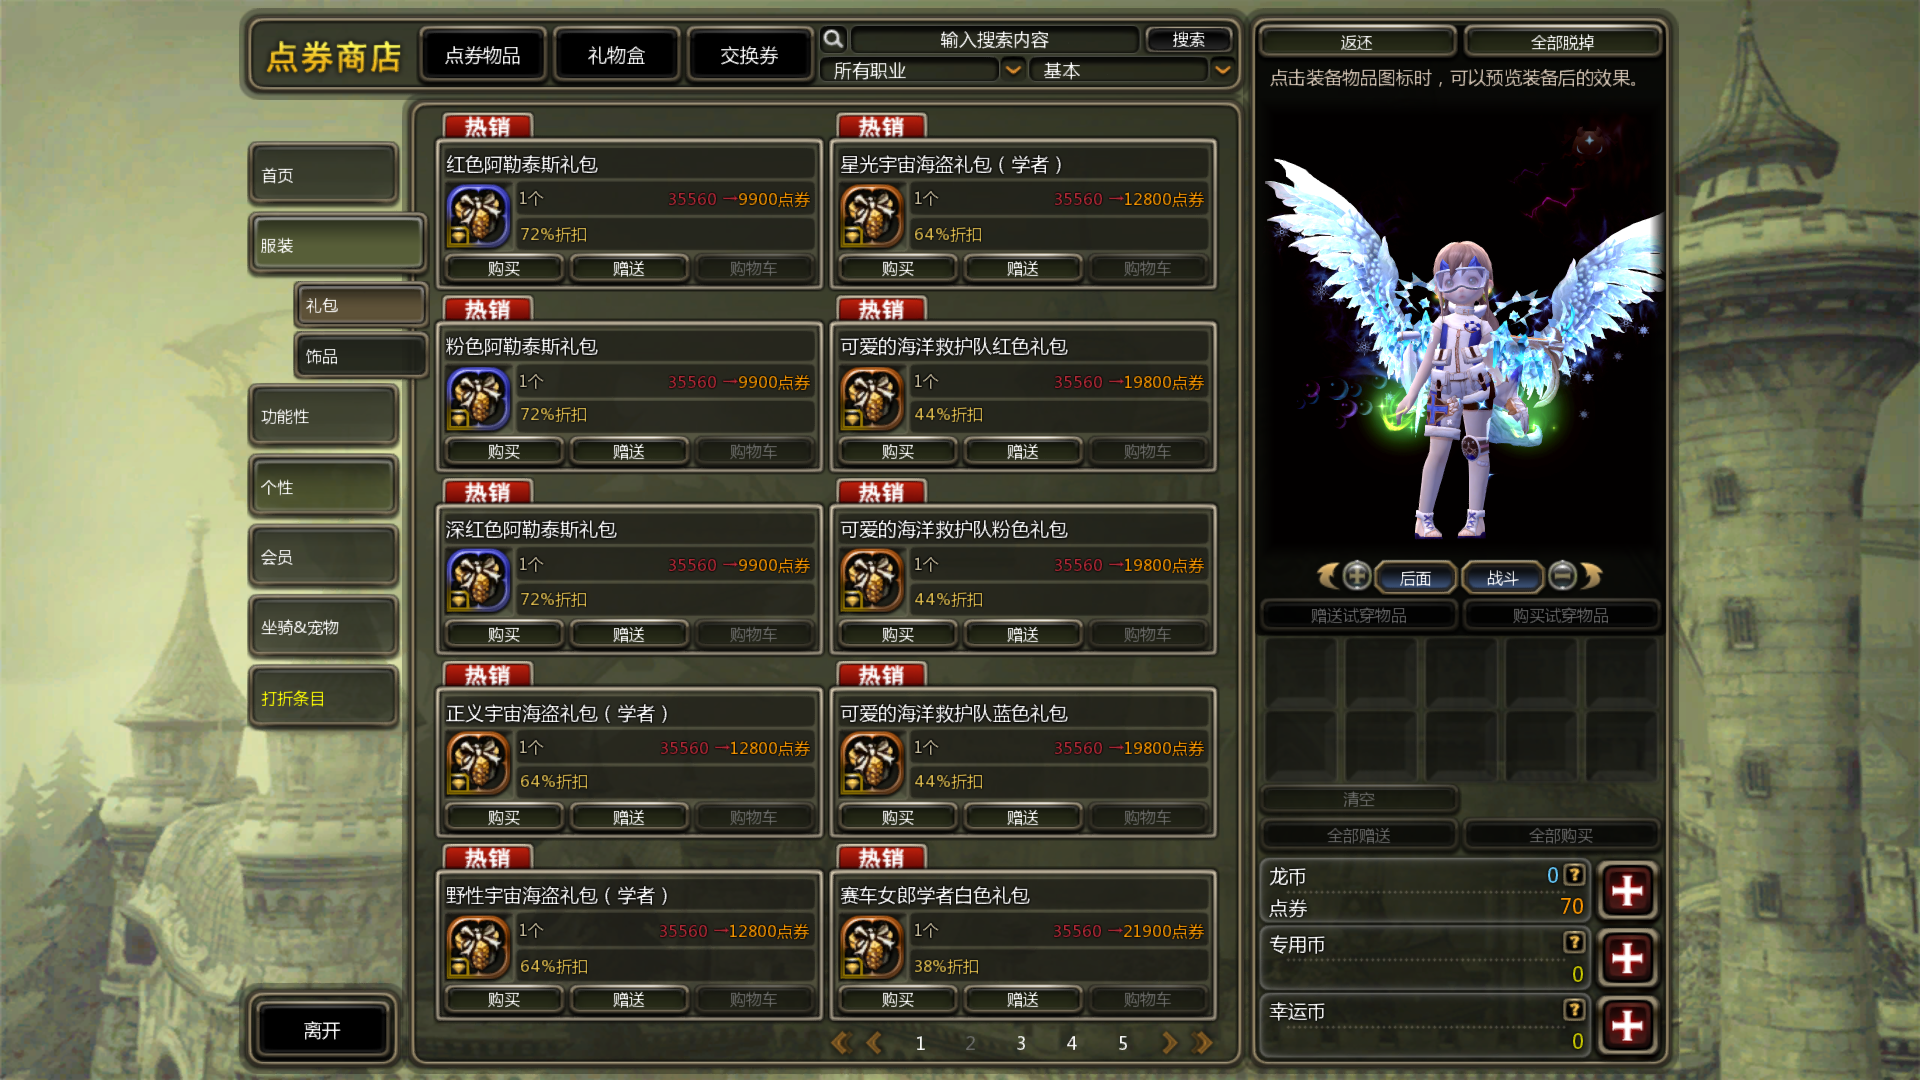 点券商店
点券物品
礼物盒
交换券
输入搜索内容
搜索
所有职业
基本
返还
全部脱掉
点击装备物品图标时，可以预览装备后的效果。
首页
服装
礼包
饰品
功能性
个性
会员
坐骑&宠物
打折条目
离开
热销
红色阿勒泰斯礼包
1个
35560 →9900点券
72%折扣
购买
赠送
购物车
热销
星光宇宙海盗礼包（学者）
1个
35560 →12800点券
64%折扣
购买
赠送
购物车
热销
粉色阿勒泰斯礼包
1个
35560 →9900点券
72%折扣
购买
赠送
购物车
热销
可爱的海洋救护队红色礼包
1个
35560 →19800点券
44%折扣
购买
赠送
购物车
热销
深红色阿勒泰斯礼包
1个
35560 →9900点券
72%折扣
购买
赠送
购物车
热销
可爱的海洋救护队粉色礼包
1个
35560 →19800点券
44%折扣
购买
赠送
购物车
热销
正义宇宙海盗礼包（学者）
1个
35560 →12800点券
64%折扣
购买
赠送
购物车
热销
可爱的海洋救护队蓝色礼包
1个
35560 →19800点券
44%折扣
购买
赠送
购物车
热销
野性宇宙海盗礼包（学者）
1个
35560 →12800点券
64%折扣
购买
赠送
购物车
热销
赛车女郎学者白色礼包
1个
35560 →21900点券
38%折扣
购买
赠送
购物车
1 2 3 4 5
后面
战斗
赠送试穿物品
购买试穿物品
清空
全部赠送
全部购买
龙币 0 ?
点券 70
专用币 ?
0
幸运币 ?
0